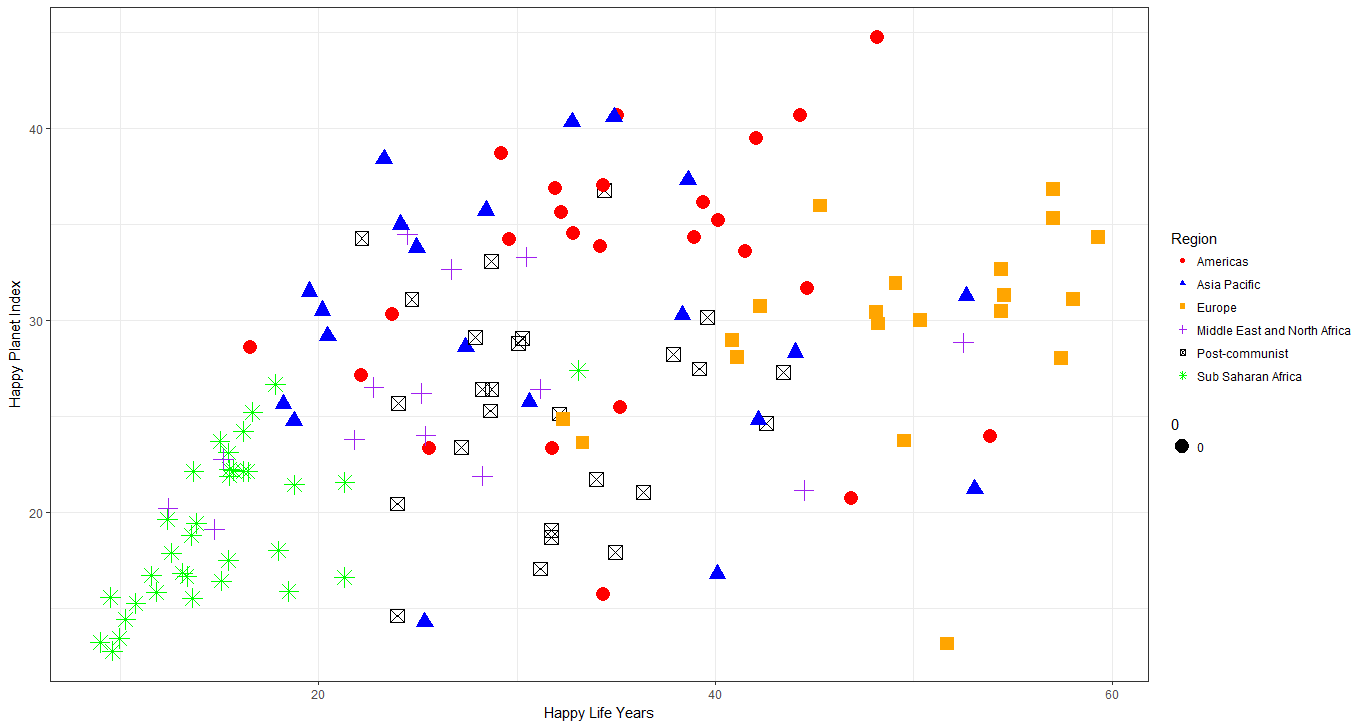 40
30
20
Happy Planet Index
20
40
60
Happy Life Years
Region
Americas
Asia Pacific
Europe
Middle East and North Africa
Post-communist
Sub Saharan Africa
0
0